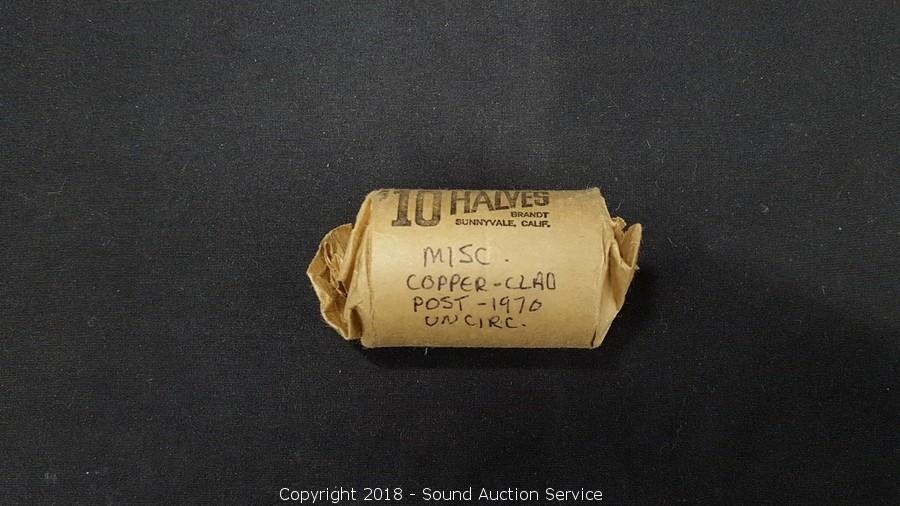 $10 HALVES
BRANDT
SUNNYVALE, CALIF.
MISC.
COPPER-CLAD
POST-1970
UNCIRC.
Copyright 2018 - Sound Auction Service